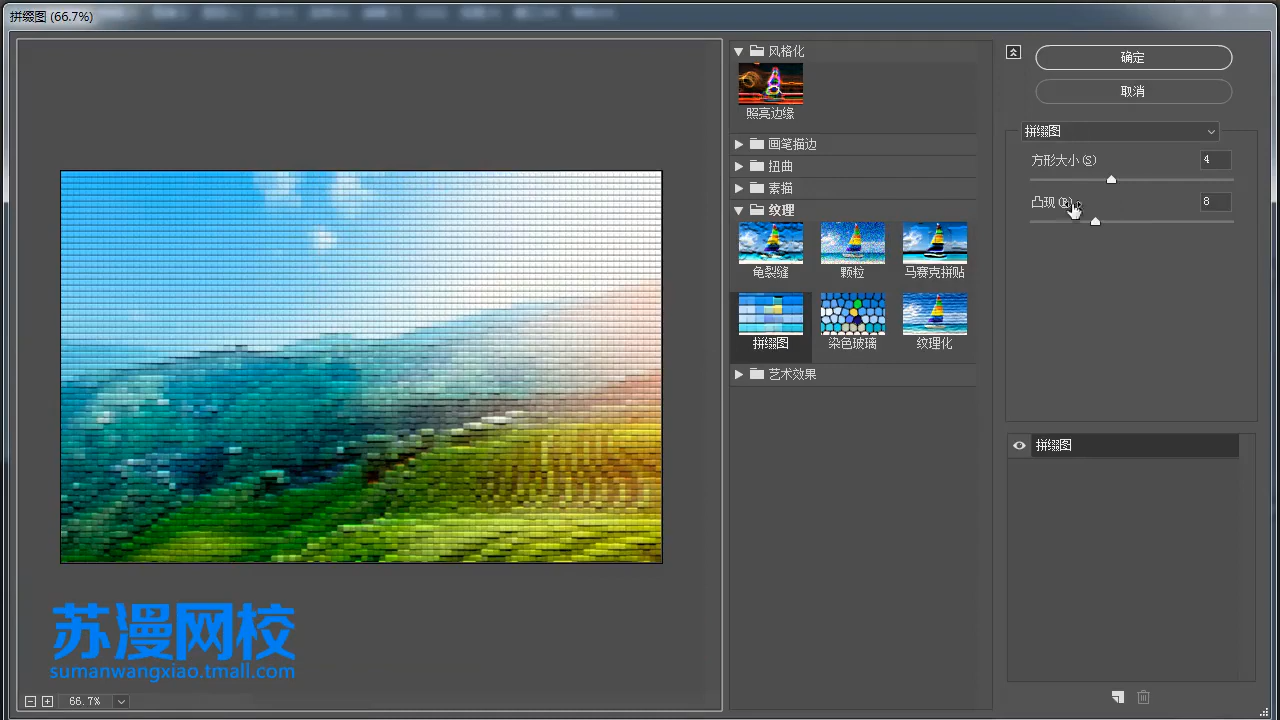 拼缀图 (66.7%)
风格化
照亮边缘
画笔描边
扭曲
素描
纹理
龟裂缝
颗粒
马赛克拼贴
拼缀图
染色玻璃
纹理化
艺术效果
确定
取消
拼缀图
方形大小(S)
4
凸现
8
拼缀图
苏漫网校
sumanwangxiao.tmall.com
66.7%